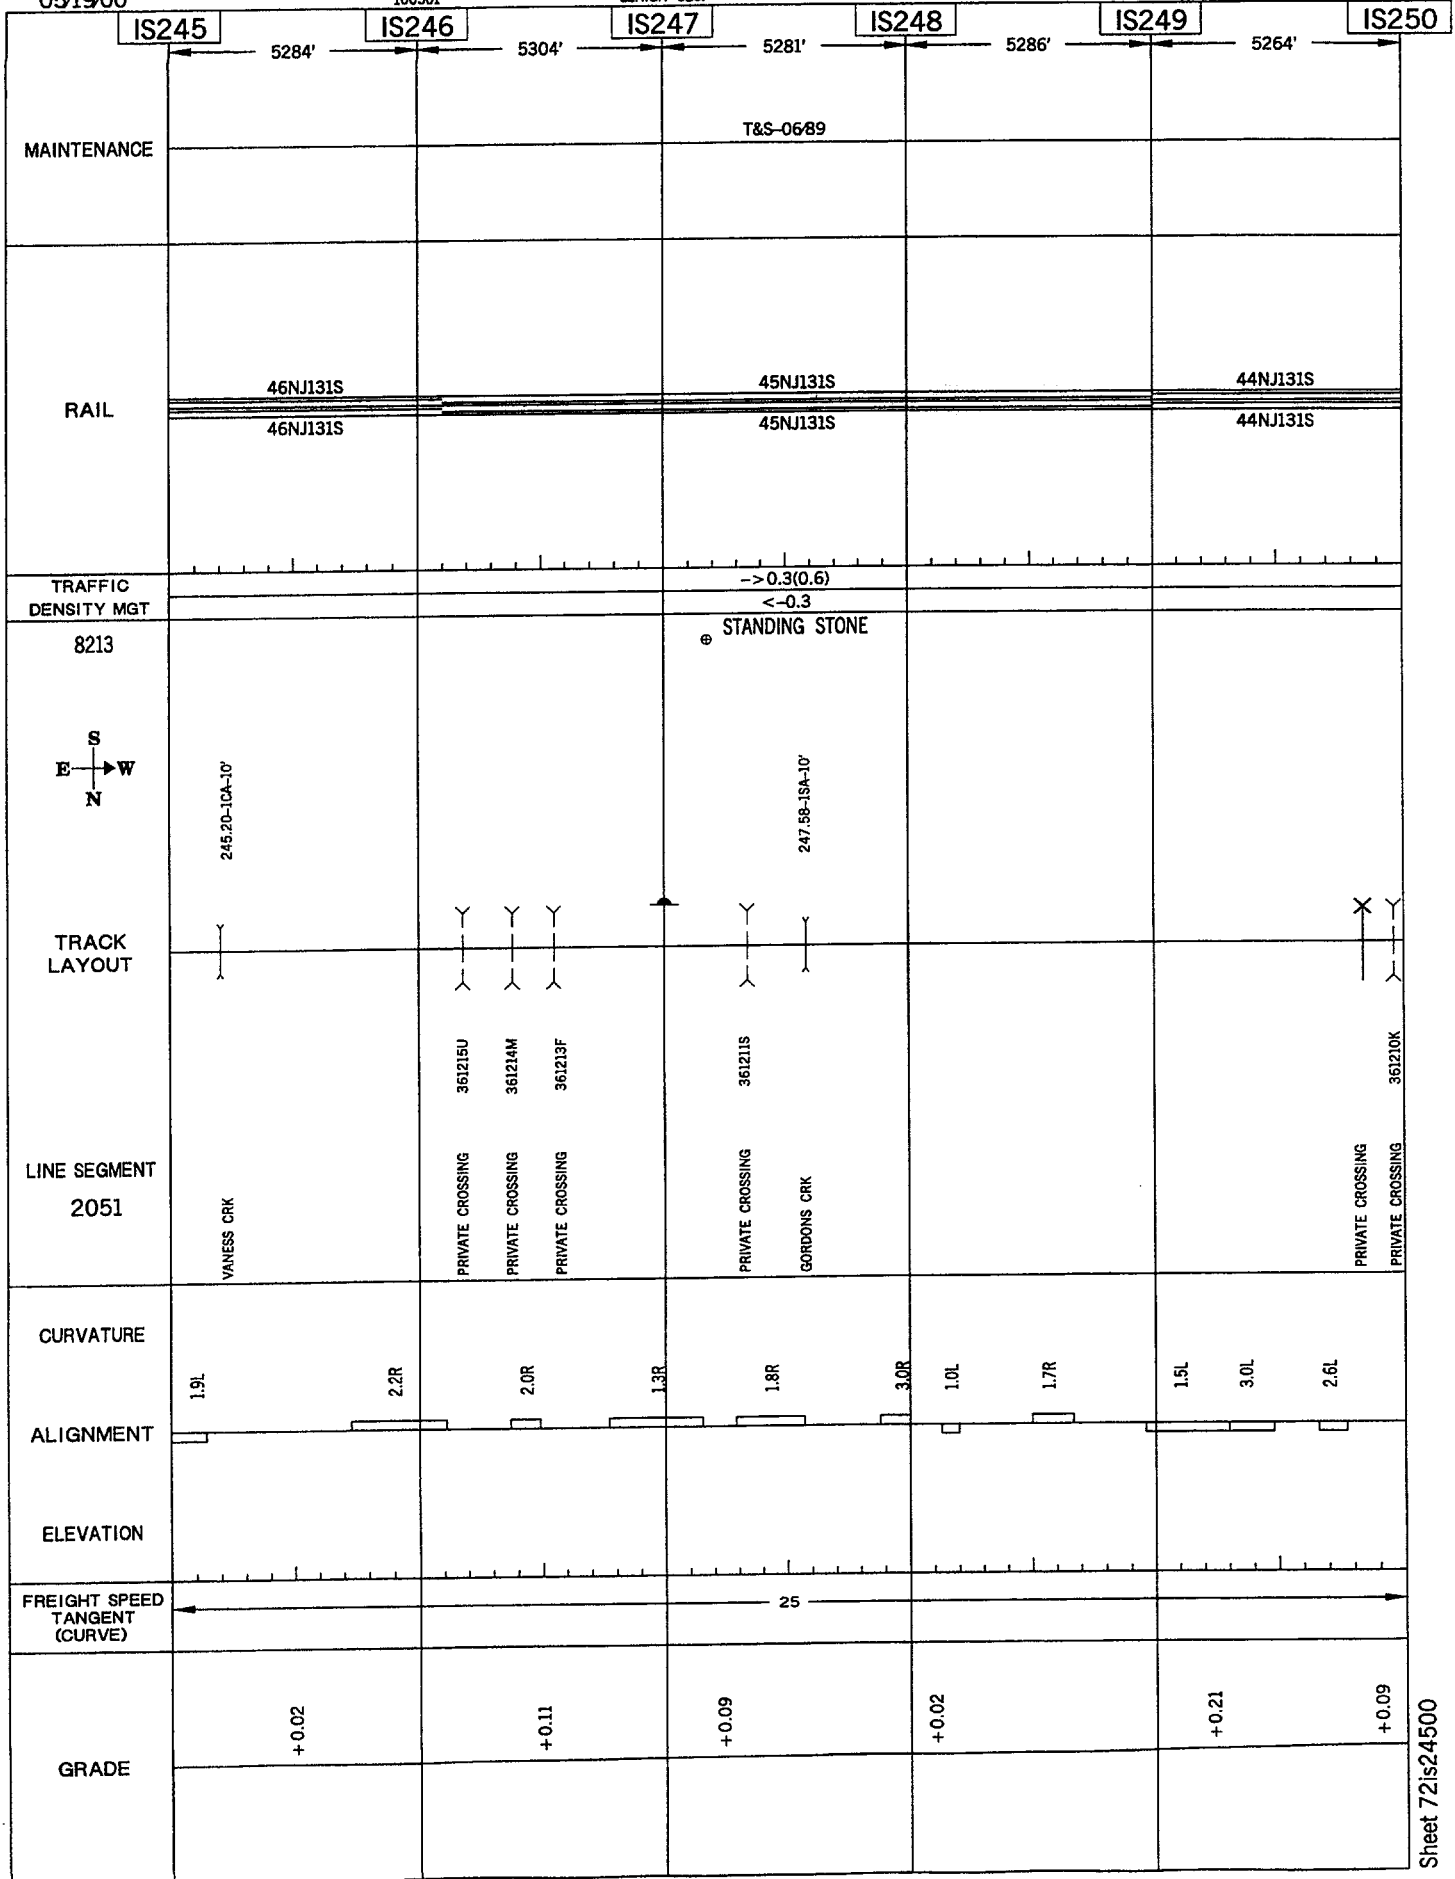 05/19/00
IS245 IS246 IS247 IS248 IS249 IS250
5284' 5304' 5281' 5286' 5264'
MAINTENANCE
T&S-06/89
RAIL
46NJ131S 45NJ131S 44NJ131S
46NJ131S 45NJ131S 44NJ131S
TRAFFIC
DENSITY MGT
->0.3(0.6)
<-0.3
8213
STANDING STONE
S
E W
N
245.20-1CA-10'
247.58-1SA-10'
TRACK
LAYOUT
361215U
361214M
361213F
361211S
361210K
LINE SEGMENT
2051
VANESS CRK
PRIVATE CROSSING
PRIVATE CROSSING
PRIVATE CROSSING
PRIVATE CROSSING
GORDONS CRK
PRIVATE CROSSING
PRIVATE CROSSING
CURVATURE
1.9L
2.2R
2.0R
1.3R
1.8R
3.0R
1.0L
1.7R
1.5L
3.0L
2.6L
ALIGNMENT
ELEVATION
FREIGHT SPEED
TANGENT
(CURVE)
25
GRADE
+0.02
+0.11
+0.09
+0.02
+0.21
+0.09
Sheet 72is24500